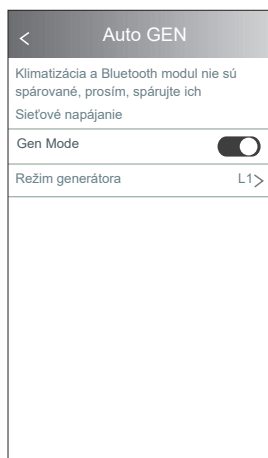 Auto GEN
Klimatizácia a Bluetooth modul nie sú
spárované, prosím, spárujte ich
Sieťové napájanie
Gen Mode
Režim generátora L1